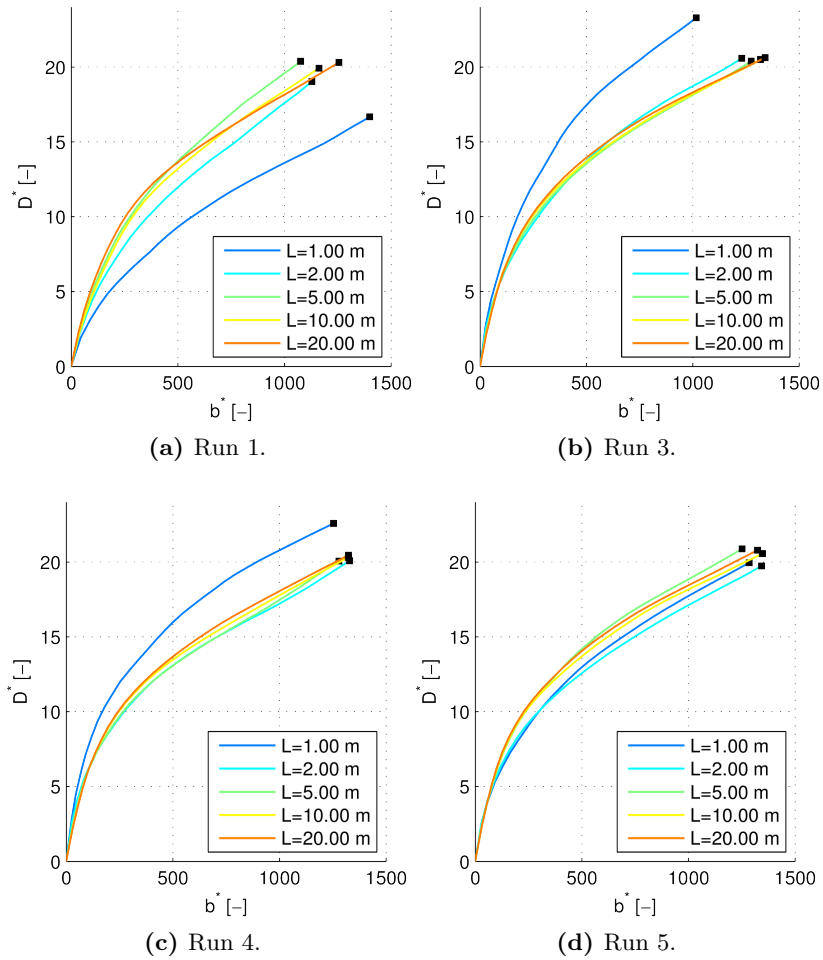 20
15
10
5
0
D* [−]
0 500 1000 1500
b* [−]
L=1.00 m
L=2.00 m
L=5.00 m
L=10.00 m
L=20.00 m
(a) Run 1.
20
15
10
5
0
D* [−]
0 500 1000 1500
b* [−]
L=1.00 m
L=2.00 m
L=5.00 m
L=10.00 m
L=20.00 m
(b) Run 3.
20
15
10
5
0
D* [−]
0 500 1000 1500
b* [−]
L=1.00 m
L=2.00 m
L=5.00 m
L=10.00 m
L=20.00 m
(c) Run 4.
20
15
10
5
0
D* [−]
0 500 1000 1500
b* [−]
L=1.00 m
L=2.00 m
L=5.00 m
L=10.00 m
L=20.00 m
(d) Run 5.